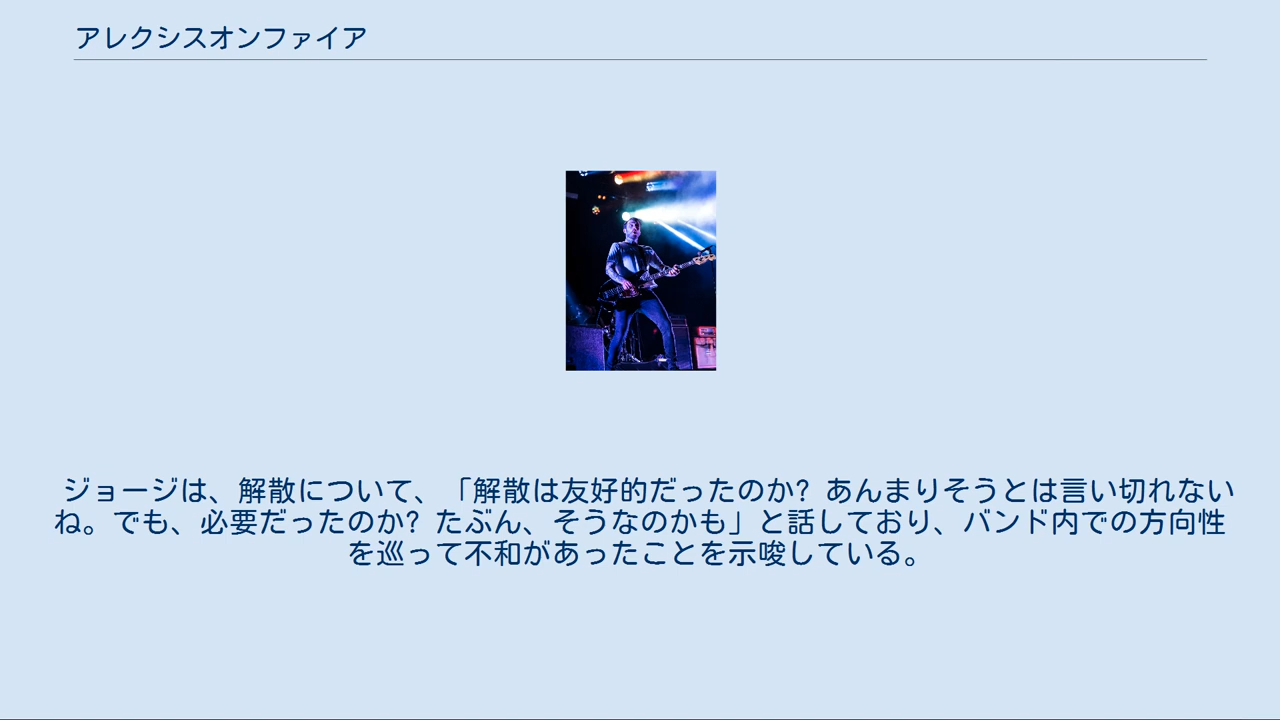 アレクシスオンファイア
ジョージは、解散について、「解散は友好的だったのか? あんまりそうとは言い切れない
ね。でも、必要だったのか? たぶん、そうなのかも」と話しており、バンド内での方向性
を巡って不和があったことを示唆している。